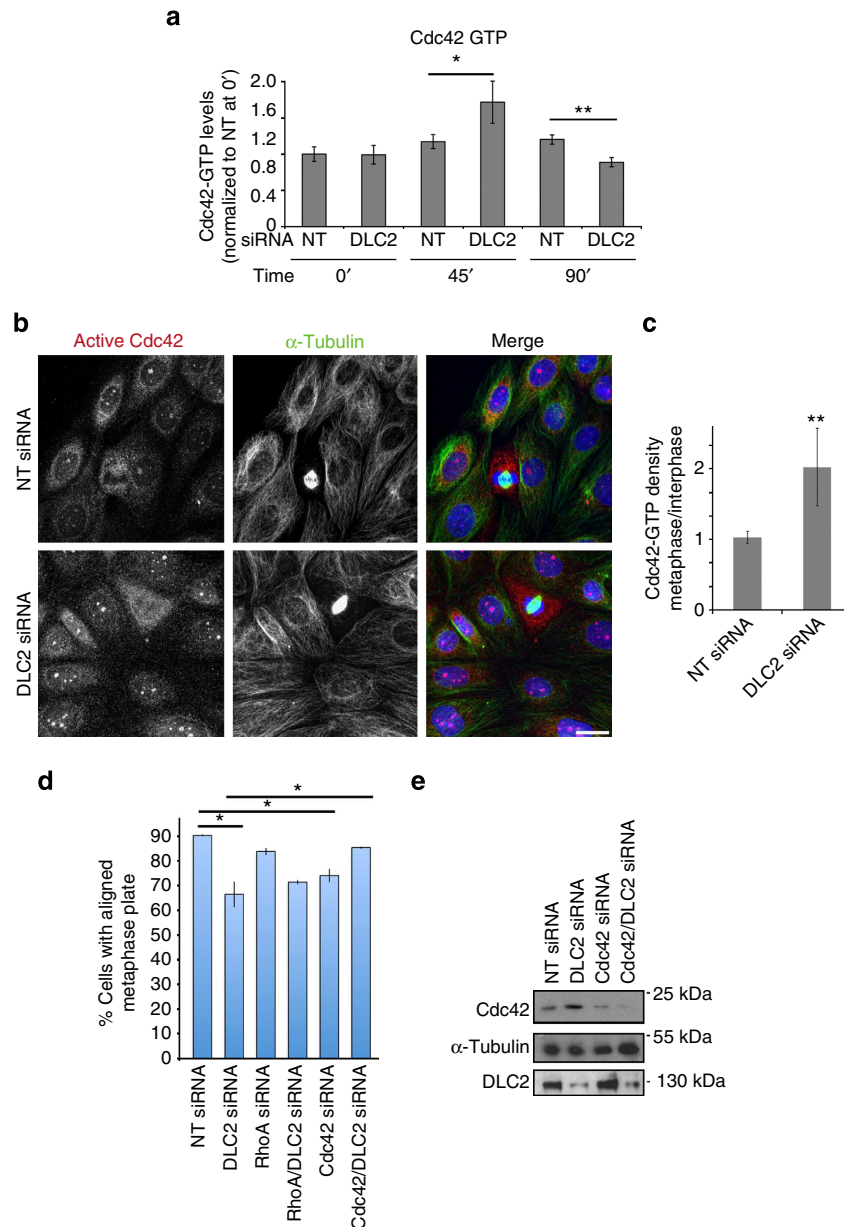 a
Cdc42 GTP
Cdc42-GTP levels
(normalized to NT at 0′)
2.0
1.6
1.2
0.8
0.4
0
*
**
siRNA NT DLC2 NT DLC2 NT DLC2
Time 0′ 45′ 90′
b
Active Cdc42 α-Tubulin Merge
NT siRNA
DLC2 siRNA
c
Cdc42-GTP density
metaphase/interphase
2
1
0
**
NT siRNA
DLC2 siRNA
d
% Cells with aligned
metaphase plate
90
80
70
60
50
40
30
20
10
0
*
*
*
NT siRNA
DLC2 siRNA
RhoA siRNA
RhoA/DLC2 siRNA
Cdc42 siRNA
Cdc42/DLC2 siRNA
e
NT siRNA
DLC2 siRNA
Cdc42 siRNA
Cdc42/DLC2 siRNA
Cdc42 - 25 kDa
α-Tubulin - 55 kDa
DLC2 - 130 kDa